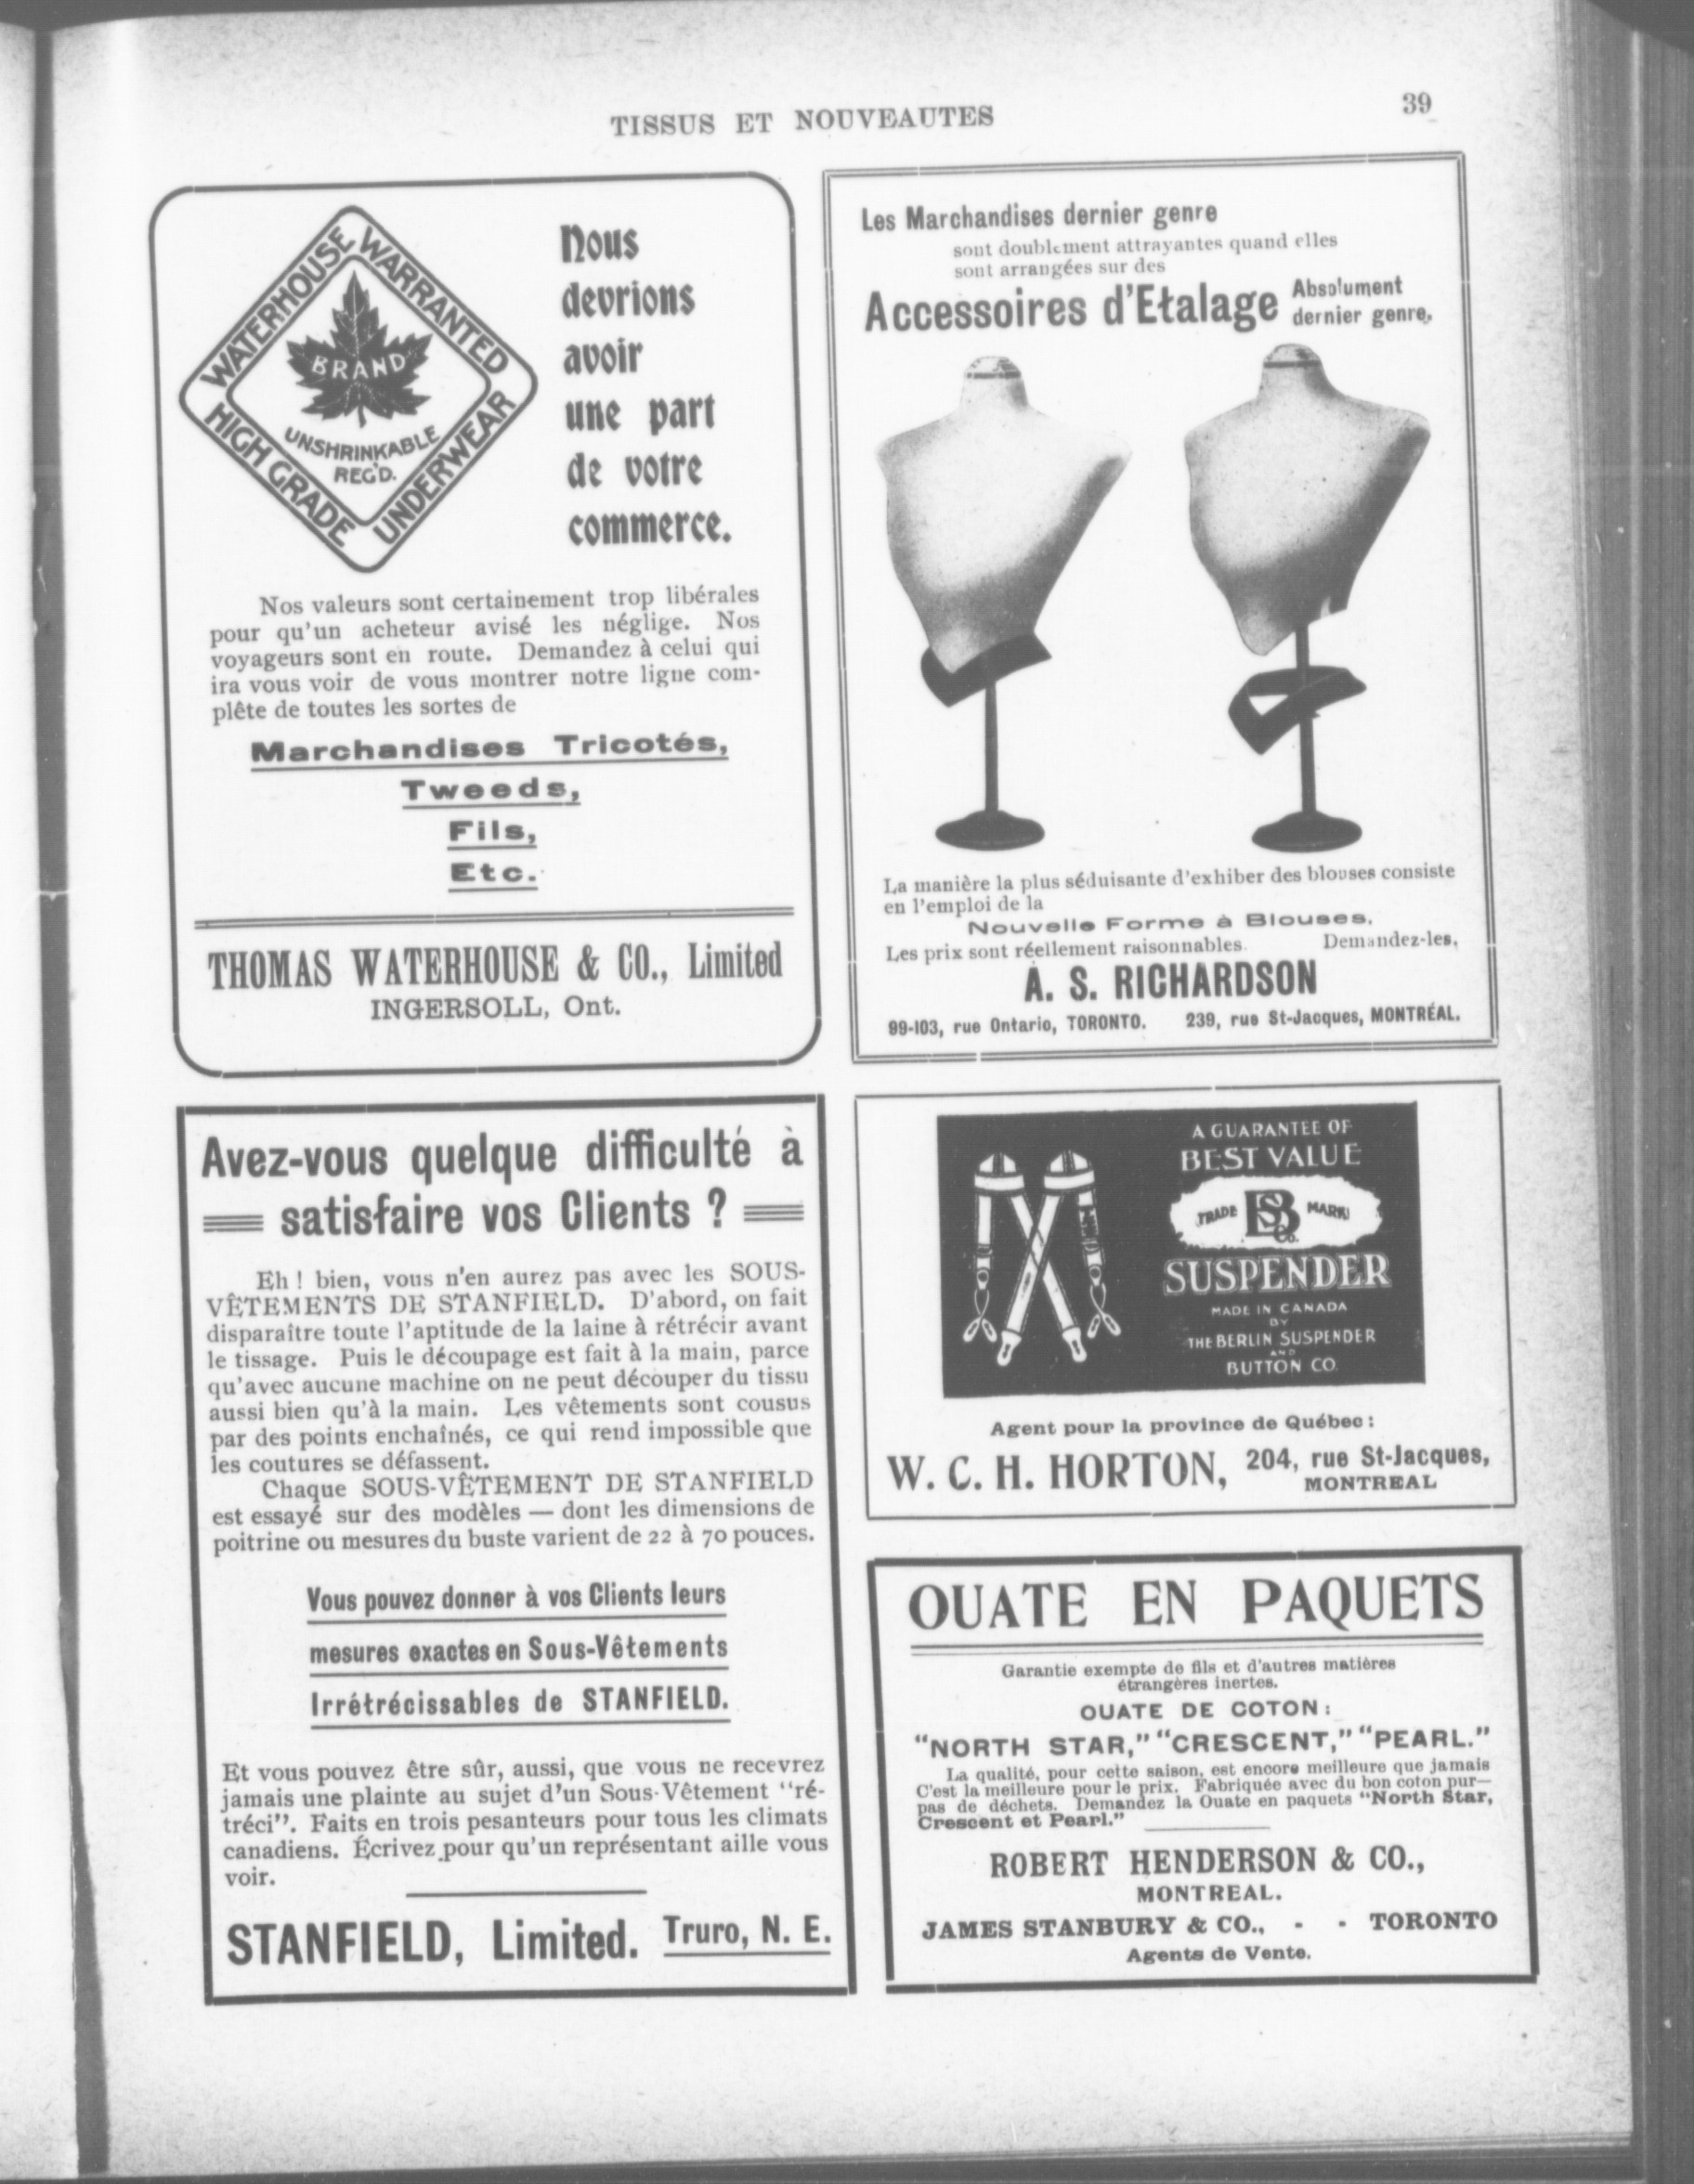 TISSUS ET NOUVEAUTES
39
WATERHOUSE WARRANTED
BRAND
UNSHRINKABLE
REG'D.
HIGH GRADE UNDERWEAR
Nous
devrions
avoir
une part
de votre
commerce.
Nos valeurs sont certainement trop libérales
pour qu'un acheteur avisé les néglige. Nos
voyageurs sont en route. Demandez à celui qui
ira vous voir de vous montrer notre ligne com-
plête de toutes les sortes de
Marchandises Tricotés,
Tweeds,
Fils,
Etc.
THOMAS WATERHOUSE & CO., Limited
INGERSOLL, Ont.
Les Marchandises dernier genre
sont doublement attrayantes quand elles
sont arrangées sur des
Accessoires d'Etalage Absolument
dernier genre.
La manière la plus séduisante d'exhiber des blouses consiste
en l'emploi de la
Nouvelle Forme à Blouses.
Les prix sont réellement raisonnables. Demandez-les.
A. S. RICHARDSON
99-103, rue Ontario, TORONTO. 239, rue St-Jacques, MONTRÉAL.
Avez-vous quelque difficulté à
satisfaire vos Clients ?
Eh ! bien, vous n'en aurez pas avec les SOUS-
VÊTEMENTS DE STANFIELD. D'abord, on fait
disparaître toute l'aptitude de la laine à rétrécir avant
le tissage. Puis le découpage est fait à la main, parce
qu'avec aucune machine on ne peut découper du tissu
aussi bien qu'à la main. Les vêtements sont cousus
par des points enchaînés, ce qui rend impossible que
les coutures se défassent.
Chaque SOUS-VÊTEMENT DE STANFIELD
est essayé sur des modèles — dont les dimensions de
poitrine ou mesures du buste varient de 22 à 70 pouces.
Vous pouvez donner à vos Clients leurs
mesures exactes en Sous-Vêtements
Irrétrécissables de STANFIELD.
Et vous pouvez être sûr, aussi, que vous ne recevrez
jamais une plainte au sujet d'un Sous-Vêtement "ré-
tréci". Faits en trois pesanteurs pour tous les climats
canadiens. Écrivez pour qu'un représentant aille vous
voir.
STANFIELD, Limited. Truro, N. E.
A GUARANTEE OF
BEST VALUE
TRADE BS Co. MARK
SUSPENDER
MADE IN CANADA
BY
THE BERLIN SUSPENDER
AND
BUTTON CO.
Agent pour la province de Québec :
W. C. H. HORTON, 204, rue St-Jacques,
MONTREAL
OUATE EN PAQUETS
Garantie exempte de fils et d'autres matières
étrangères inertes.
OUATE DE COTON :
"NORTH STAR," "CRESCENT," "PEARL."
La qualité, pour cette saison, est encore meilleure que jamais
C'est la meilleure pour le prix. Fabriquée avec du bon coton pur—
pas de déchets. Demandez la Ouate en paquets "North Star,
Crescent et Pearl."
ROBERT HENDERSON & CO.,
MONTREAL.
JAMES STANBURY & CO., - - TORONTO
Agents de Vente.